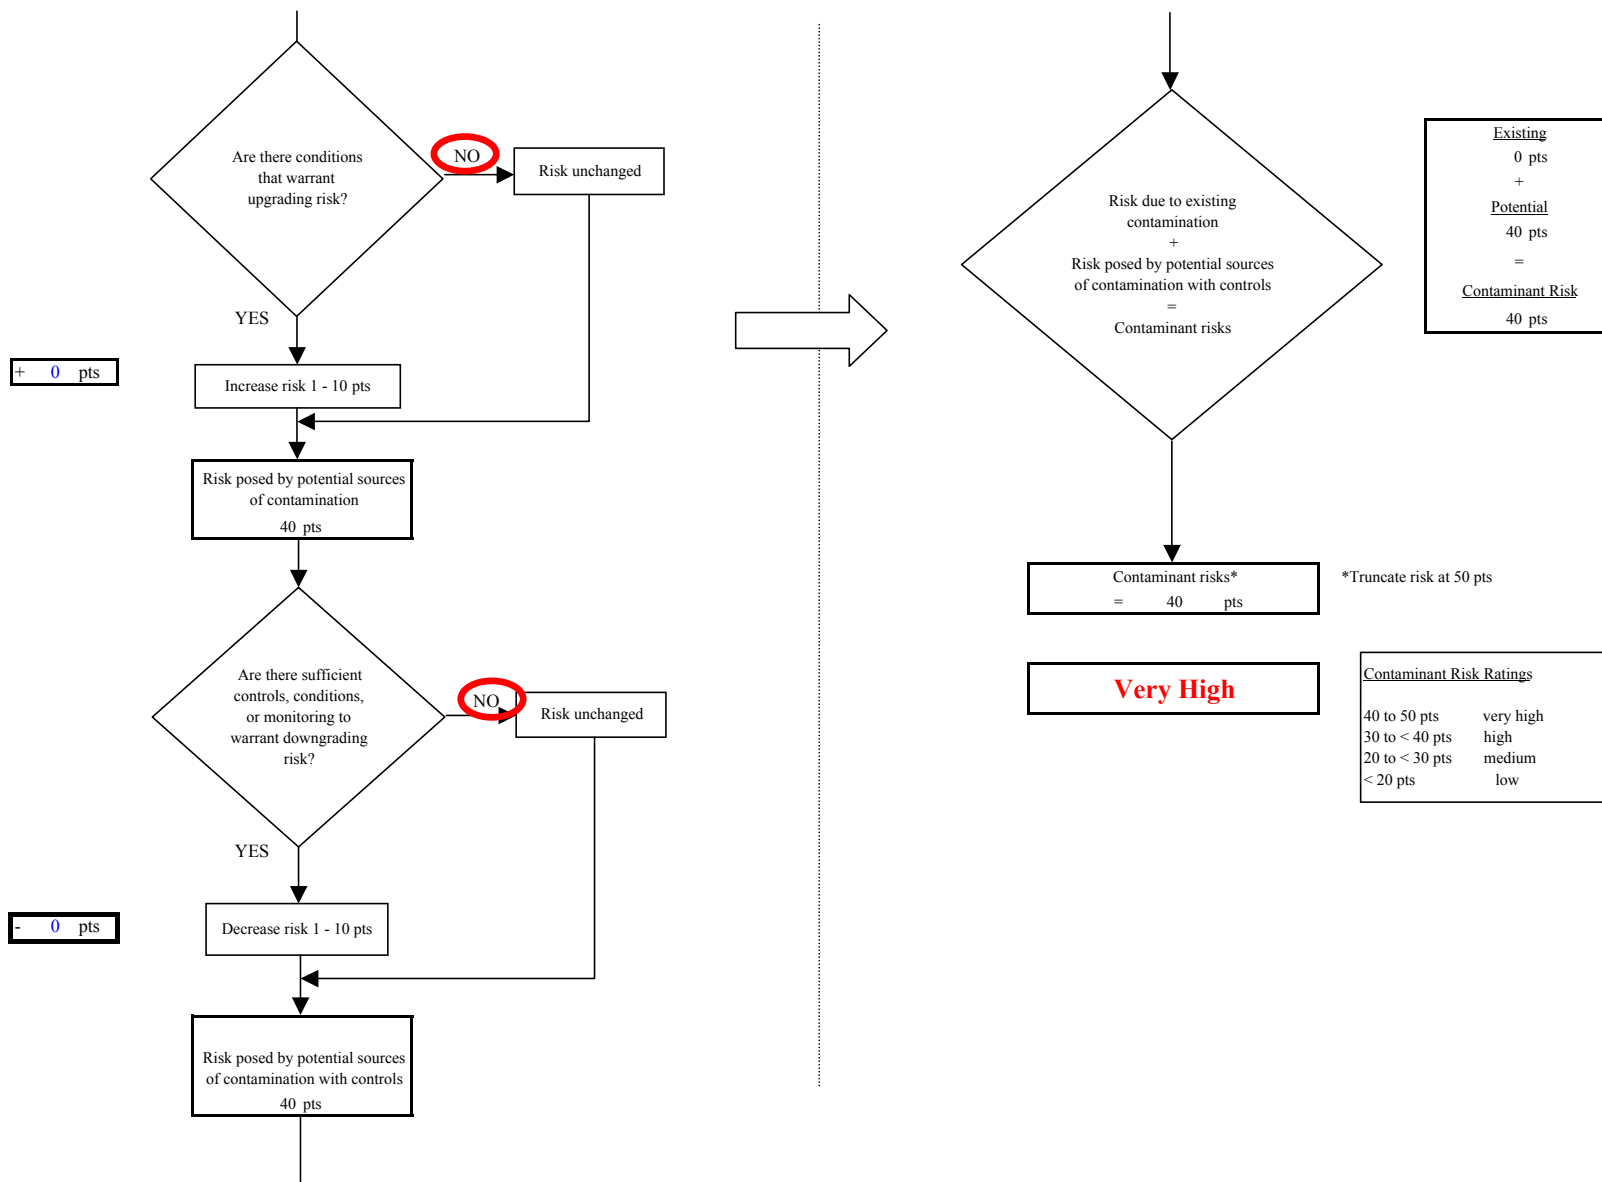 Are there conditions
that warrant
upgrading risk?
NO
Risk unchanged
YES
+ 0 pts
Increase risk 1 - 10 pts
Risk posed by potential sources
of contamination
40 pts
Are there sufficient
controls, conditions,
or monitoring to
warrant downgrading
risk?
NO
Risk unchanged
YES
- 0 pts
Decrease risk 1 - 10 pts
Risk posed by potential sources
of contamination with controls
40 pts
Risk due to existing
contamination
+
Risk posed by potential sources
of contamination with controls
=
Contaminant risks
Existing
0 pts
+
Potential
40 pts
=
Contaminant Risk
40 pts
Contaminant risks*
= 40 pts
*Truncate risk at 50 pts
Very High
Contaminant Risk Ratings
40 to 50 pts very high
30 to < 40 pts high
20 to < 30 pts medium
< 20 pts low